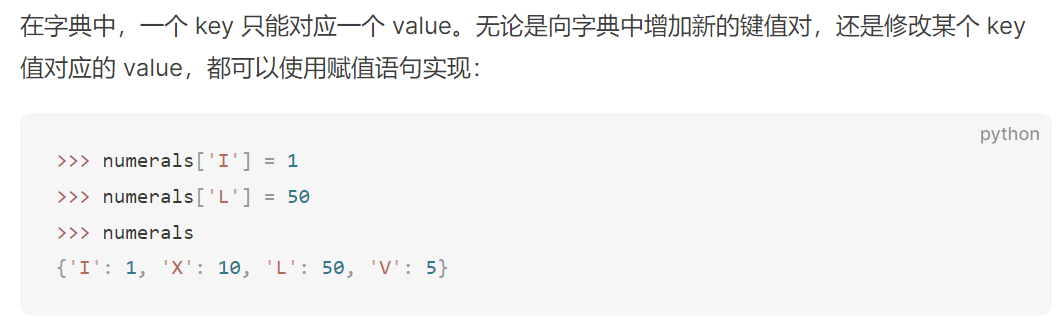 在字典中， 一个 key 只能对应一个 value。无论是向字典中增加新的键值对，还是修改某个 key
值对应的 value，都可以使用赋值语句实现：
python
>>> numerals['I'] = 1
>>> numerals['L'] = 50
>>> numerals
{'I': 1, 'X': 10, 'L': 50, 'V': 5}